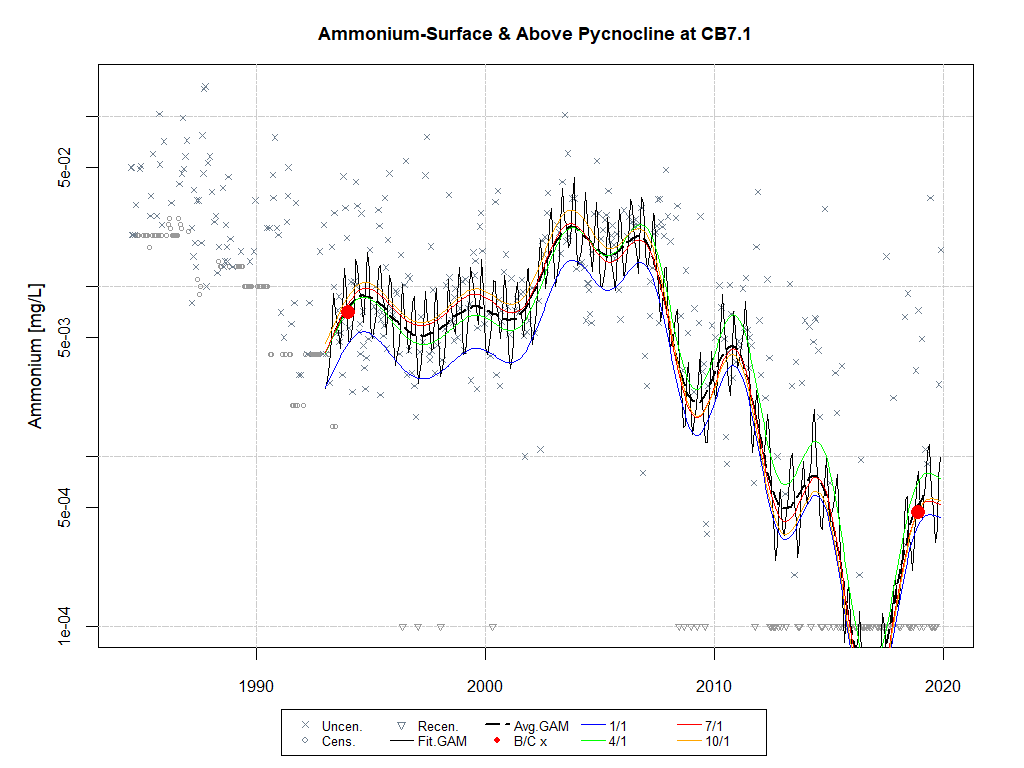 Ammonium-Surface & Above Pycnocline at CB7.1
Ammonium [mg/L]
5e-02
5e-03
5e-04
1e-04
1990 2000 2010 2020
Uncen. Recen. Avg.GAM 1/1 7/1
Cens. Fit.GAM B/C x 4/1 10/1